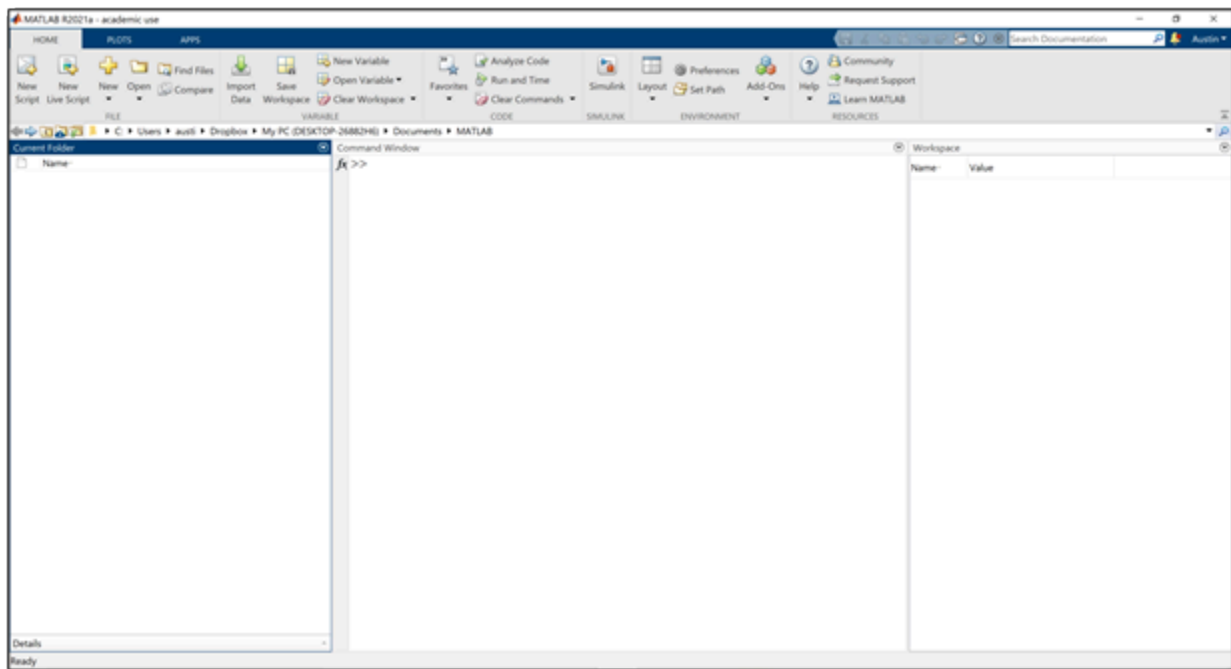 MATLAB R2021a - academic use
HOME PLOTS APPS Search Documentation Austin
New Script New Live Script New Open Find Files Compare Import Data Save Workspace New Variable Open Variable Clear Workspace Favorites Analyze Code Run and Time Clear Commands Simulink Layout Preferences Set Path Add-Ons Help Community Request Support Learn MATLAB
FILE VARIABLE CODE SIMULINK ENVIRONMENT RESOURCES
C: Users austi Dropbox My PC (DESKTOP-26882H6) Documents MATLAB
Current Folder Command Window Workspace
Name fx >> Name Value
Details
Ready